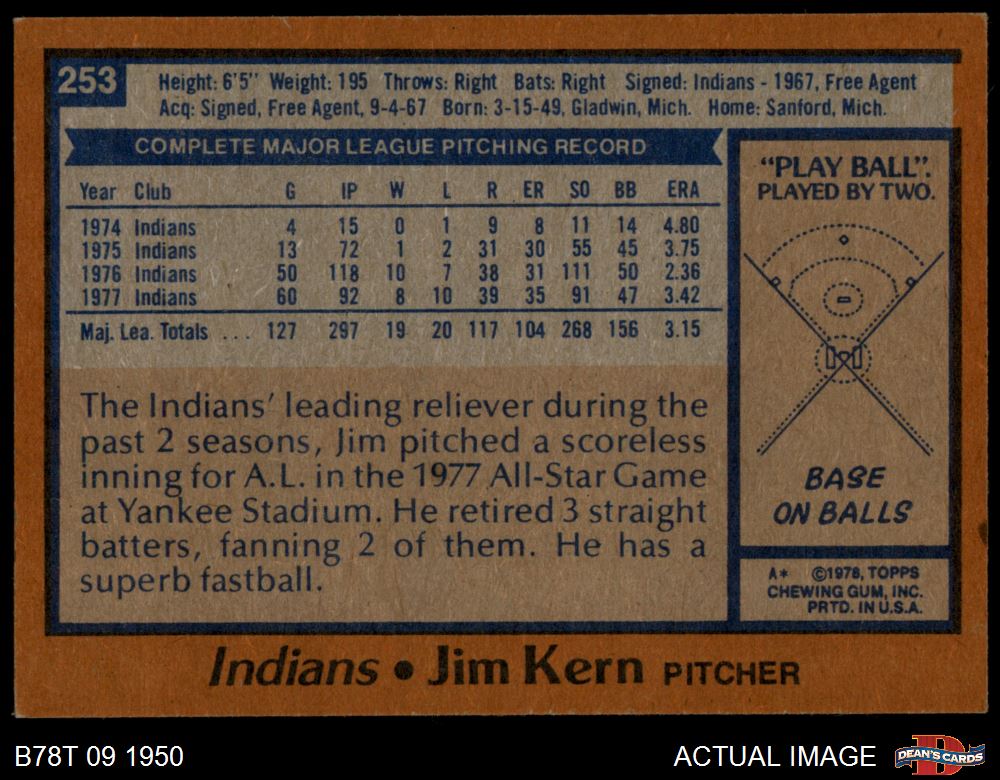 253
Height: 6'5" Weight: 195 Throws: Right Bats: Right Signed: Indians - 1967, Free Agent
Acq: Signed, Free Agent, 9-4-67 Born: 3-15-49, Gladwin, Mich. Home: Sanford, Mich.
COMPLETE MAJOR LEAGUE PITCHING RECORD
Year Club G IP W L R ER SO BB ERA
1974 Indians 4 15 0 1 9 8 11 14 4.80
1975 Indians 13 72 1 2 31 30 55 45 3.75
1976 Indians 50 118 10 7 38 31 111 50 2.36
1977 Indians 60 92 8 10 39 35 91 47 3.42
Maj. Lea. Totals ... 127 297 19 20 117 104 268 156 3.15
The Indians' leading reliever during the
past 2 seasons, Jim pitched a scoreless
inning for A.L. in the 1977 All-Star Game
at Yankee Stadium. He retired 3 straight
batters, fanning 2 of them. He has a
superb fastball.
"PLAY BALL".
PLAYED BY TWO.
BASE
ON BALLS
A* ©1978, TOPPS
CHEWING GUM, INC.
PRTD. IN U.S.A.
Indians • Jim Kern PITCHER
B78T 09 1950
ACTUAL IMAGE
DEAN'S CARDS